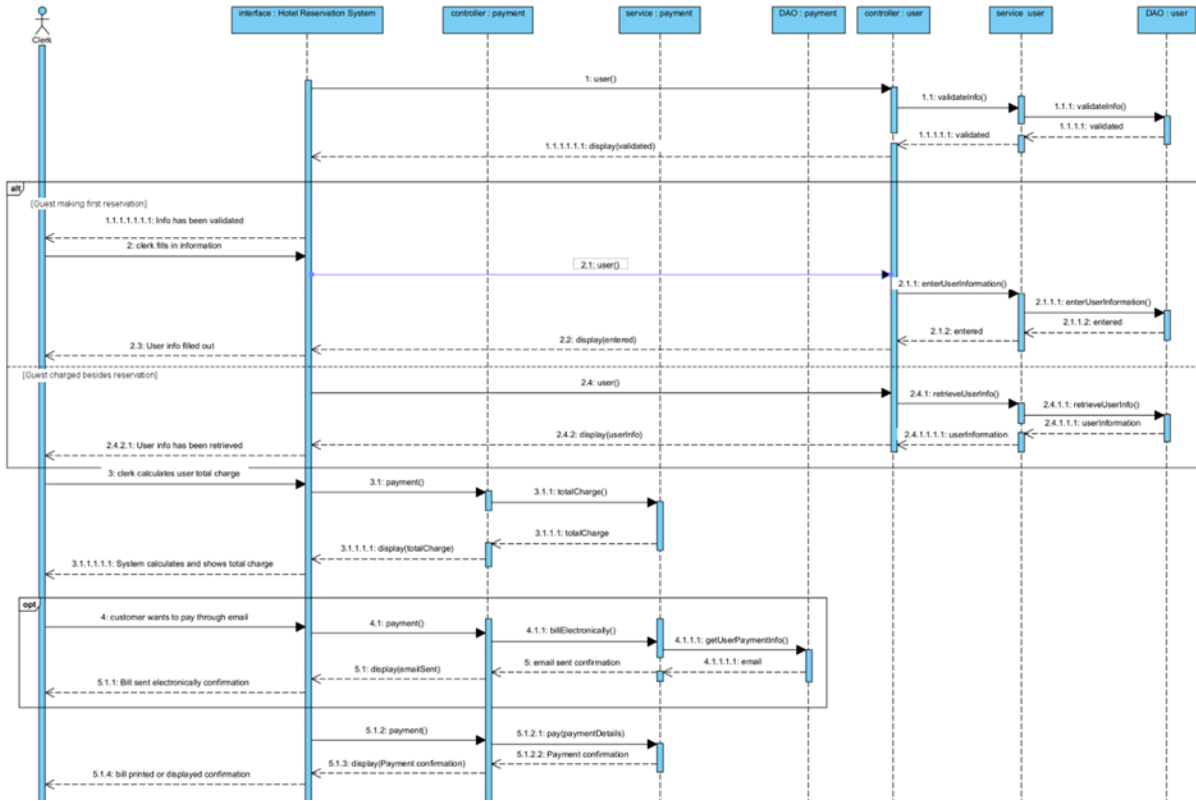 interface : Hotel Reservation System
controller : payment
service : payment
DAO : payment
controller : user
service user
DAO : user
Clerk
1: user()
1.1: validateInfo()
1.1.1: validateInfo()
1.1.1.1: validated
1.1.1.1.1: validated
1.1.1.1.1.1: display(validated)
alt
[Guest making first reservation]
1.1.1.1.1.1.1: Info has been validated
2: clerk fills in information
2.1: user()
2.1.1: enterUserInformation()
2.1.1.1: enterUserInformation()
2.1.1.2: entered
2.1.2: entered
2.2: display(entered)
2.3: User info filled out
[Guest charged besides reservation]
2.4: user()
2.4.1: retrieveUserInfo()
2.4.1.1: retrieveUserInfo()
2.4.1.1.1: userInformation
2.4.1.1.1.1: userInformation
2.4.2: display(userInfo)
2.4.2.1: User info has been retrieved
3: clerk calculates user total charge
3.1: payment()
3.1.1: totalCharge()
3.1.1.1: totalCharge
3.1.1.1.1: display(totalCharge)
3.1.1.1.1.1: System calculates and shows total charge
opt
4: customer wants to pay through email
4.1: payment()
4.1.1: billElectronically()
4.1.1.1: getUserPaymentInfo()
4.1.1.1.1: email
5: email sent confirmation
5.1: display(emailSent)
5.1.1: Bill sent electronically confirmation
5.1.2: payment()
5.1.2.1: pay(paymentDetails)
5.1.2.2: Payment confirmation
5.1.3: display(Payment confirmation)
5.1.4: bill printed or displayed confirmation